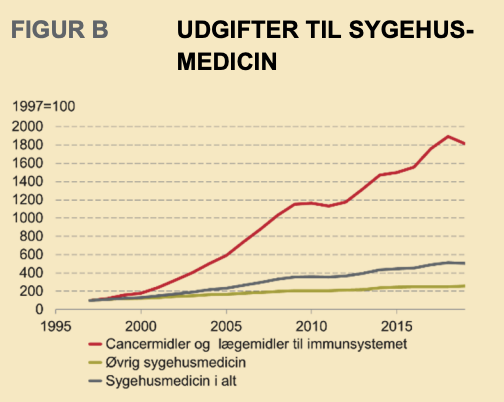 FIGUR B
UDGIFTER TIL SYGEHUS-
MEDICIN
1997=100
2000
1800
1600
1400
1200
1000
800
600
400
200
0
1995
2000
2005
2010
2015
Cancermidler og lægemidler til immunsystemet
Øvrig sygehusmedicin
Sygehusmedicin i alt